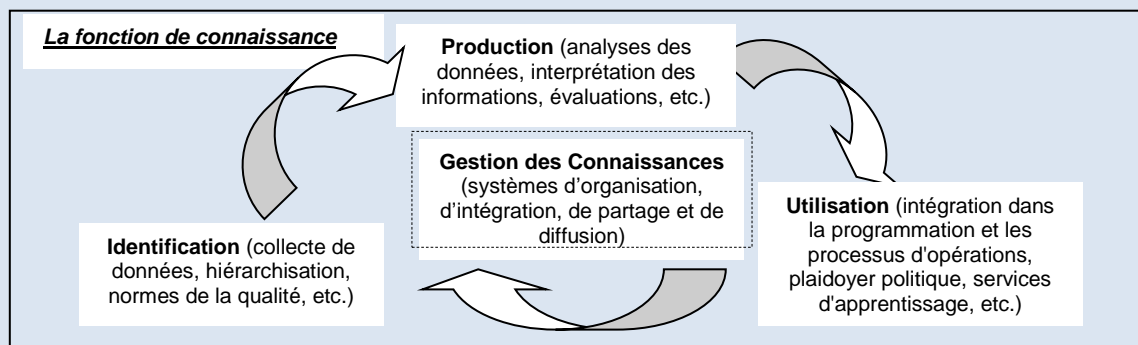 La fonction de connaissance
Production (analyses des
données, interprétation des
informations, évaluations, etc.)
Gestion des Connaissances
(systèmes d’organisation,
d’intégration, de partage et de
diffusion)
Identification (collecte de
données, hiérarchisation,
normes de la qualité, etc.)
Utilisation (intégration dans
la programmation et les
processus d'opérations,
plaidoyer politique, services
d'apprentissage, etc.)